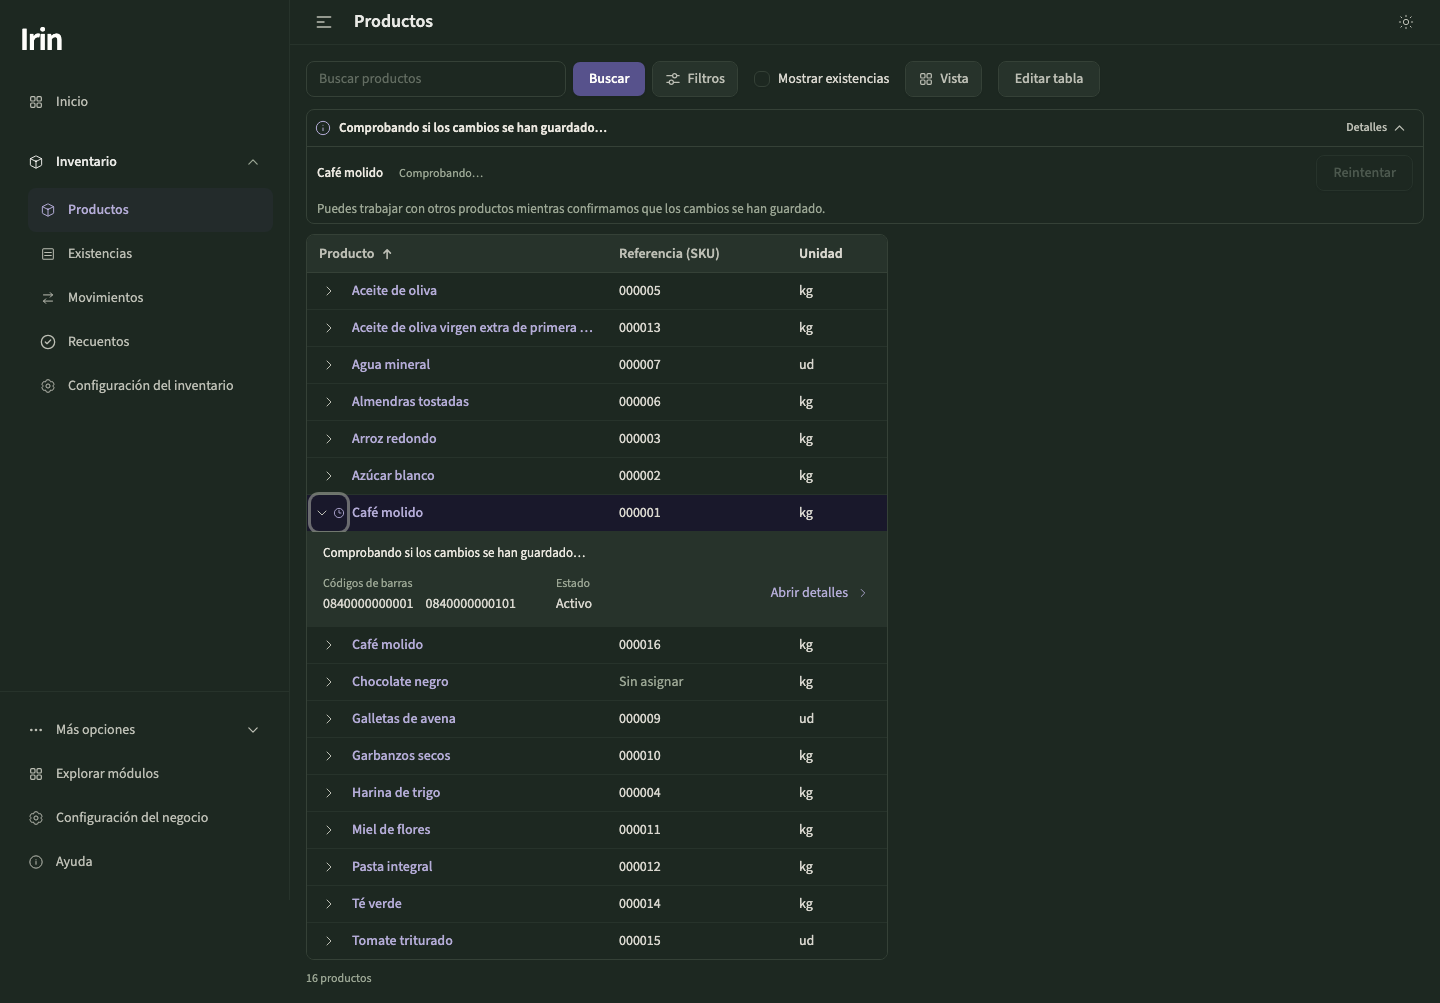 Irin
Productos
Inicio
Inventario
Productos
Existencias
Movimientos
Recuentos
Configuración del inventario
Más opciones
Explorar módulos
Configuración del negocio
Ayuda
Buscar productos
Buscar
Filtros
Mostrar existencias
Vista
Editar tabla
Comprobando si los cambios se han guardado…
Detalles
Café molido Comprobando…
Reintentar
Puedes trabajar con otros productos mientras confirmamos que los cambios se han guardado.
Producto Referencia (SKU) Unidad
Aceite de oliva 000005 kg
Aceite de oliva virgen extra de primera … 000013 kg
Agua mineral 000007 ud
Almendras tostadas 000006 kg
Arroz redondo 000003 kg
Azúcar blanco 000002 kg
Café molido 000001 kg
Comprobando si los cambios se han guardado…
Códigos de barras Estado
0840000000001 0840000000101 Activo
Abrir detalles
Café molido 000016 kg
Chocolate negro Sin asignar kg
Galletas de avena 000009 ud
Garbanzos secos 000010 kg
Harina de trigo 000004 kg
Miel de flores 000011 kg
Pasta integral 000012 kg
Té verde 000014 kg
Tomate triturado 000015 ud
16 productos